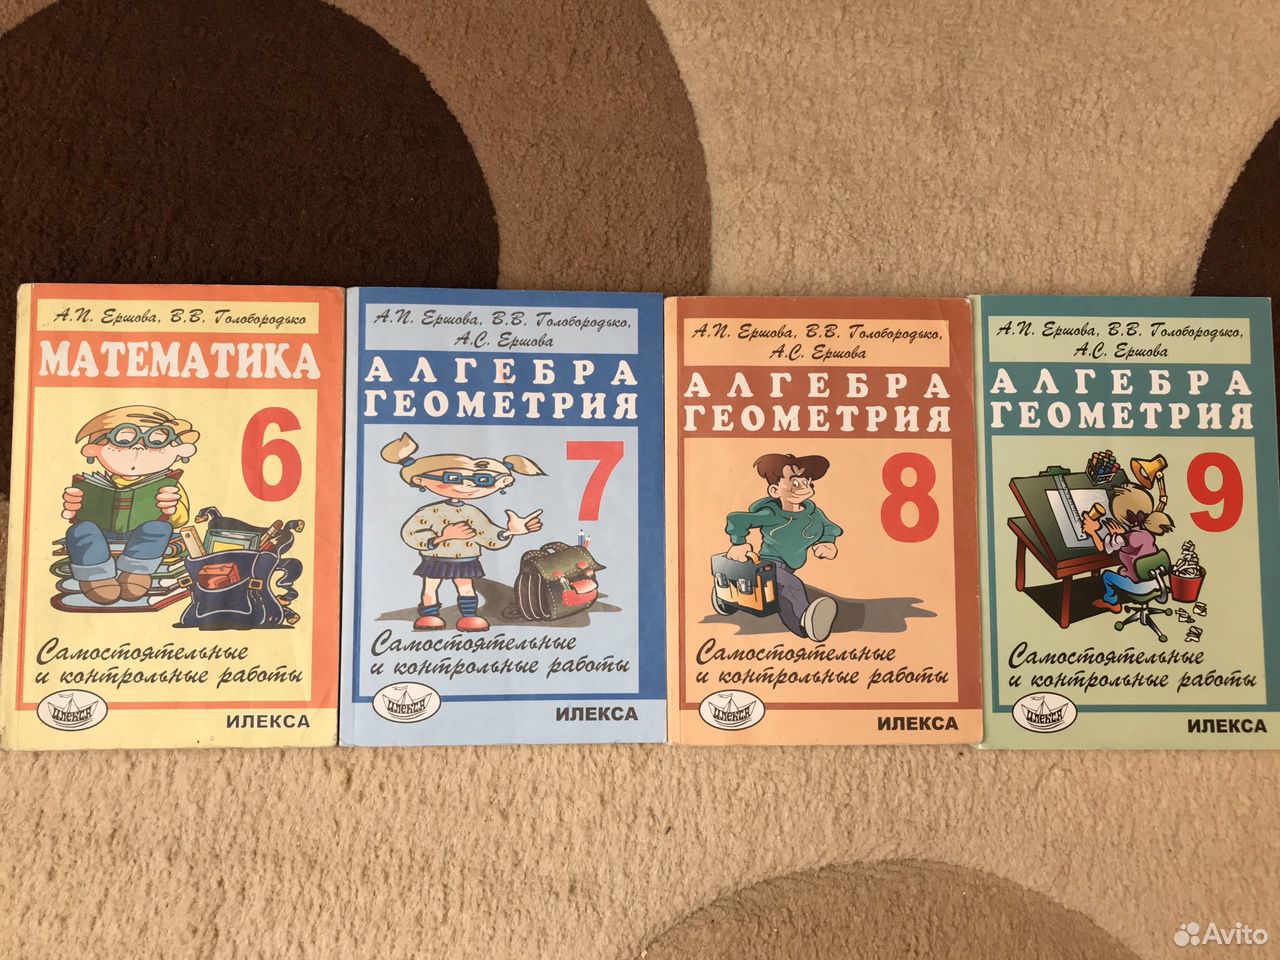 А.П. Ершова, В.В. Голобородько
МАТЕМАТИКА
6
Самостоятельные
и контрольные работы
ИЛЕКСА
ИЛЕКСА
А.П. Ершова, В.В. Голобородько,
А.С. Ершова
АЛГЕБРА
ГЕОМЕТРИЯ
7
Самостоятельные
и контрольные работы
ИЛЕКСА
ИЛЕКСА
А.П. Ершова, В.В. Голобородько,
А.С. Ершова
АЛГЕБРА
ГЕОМЕТРИЯ
8
Самостоятельные
и контрольные работы
ИЛЕКСА
ИЛЕКСА
А.П. Ершова, В.В. Голобородько,
А.С. Ершова
АЛГЕБРА
ГЕОМЕТРИЯ
9
Самостоятельные
и контрольные работы
ИЛЕКСА
ИЛЕКСА
Avito